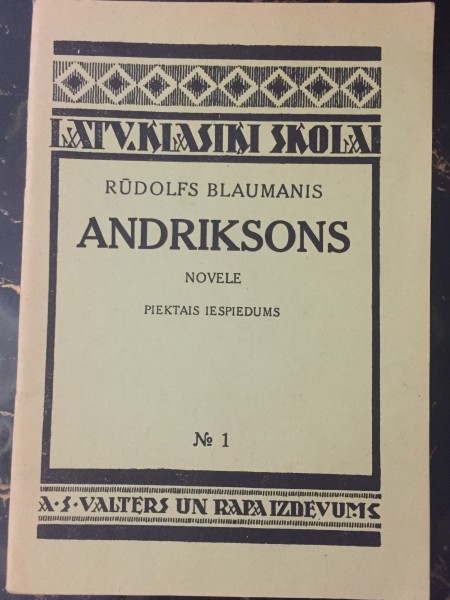 LATV. KLASIĶI SKOLAI
RŪDOLFS BLAUMANIS
ANDRIKSONS
NOVELE
PIEKTAIS IESPIEDUMS
№ 1
A·S·VALTERS UN RAPA IZDEVUMS